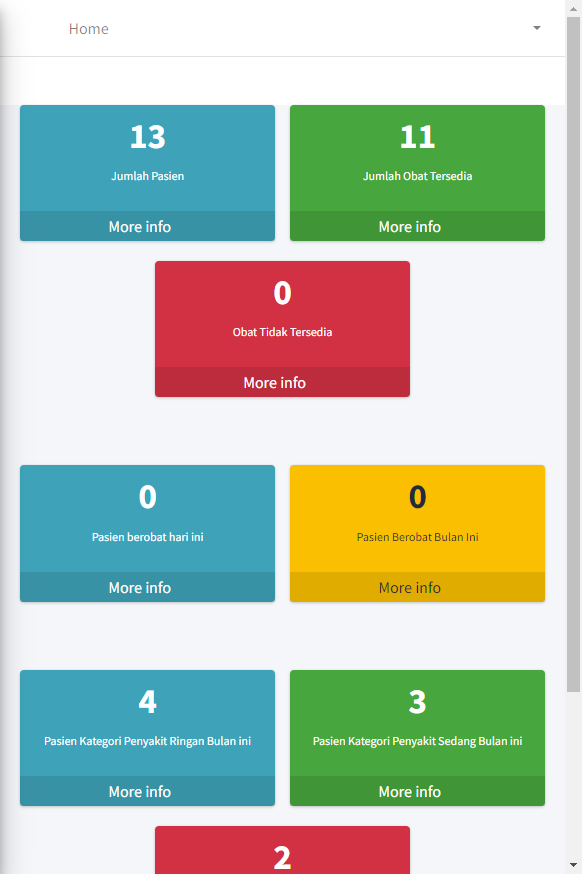 Home
13
Jumlah Pasien
More info
11
Jumlah Obat Tersedia
More info
0
Obat Tidak Tersedia
More info
0
Pasien berobat hari ini
More info
0
Pasien Berobat Bulan Ini
More info
4
Pasien Kategori Penyakit Ringan Bulan ini
More info
3
Pasien Kategori Penyakit Sedang Bulan ini
More info
2